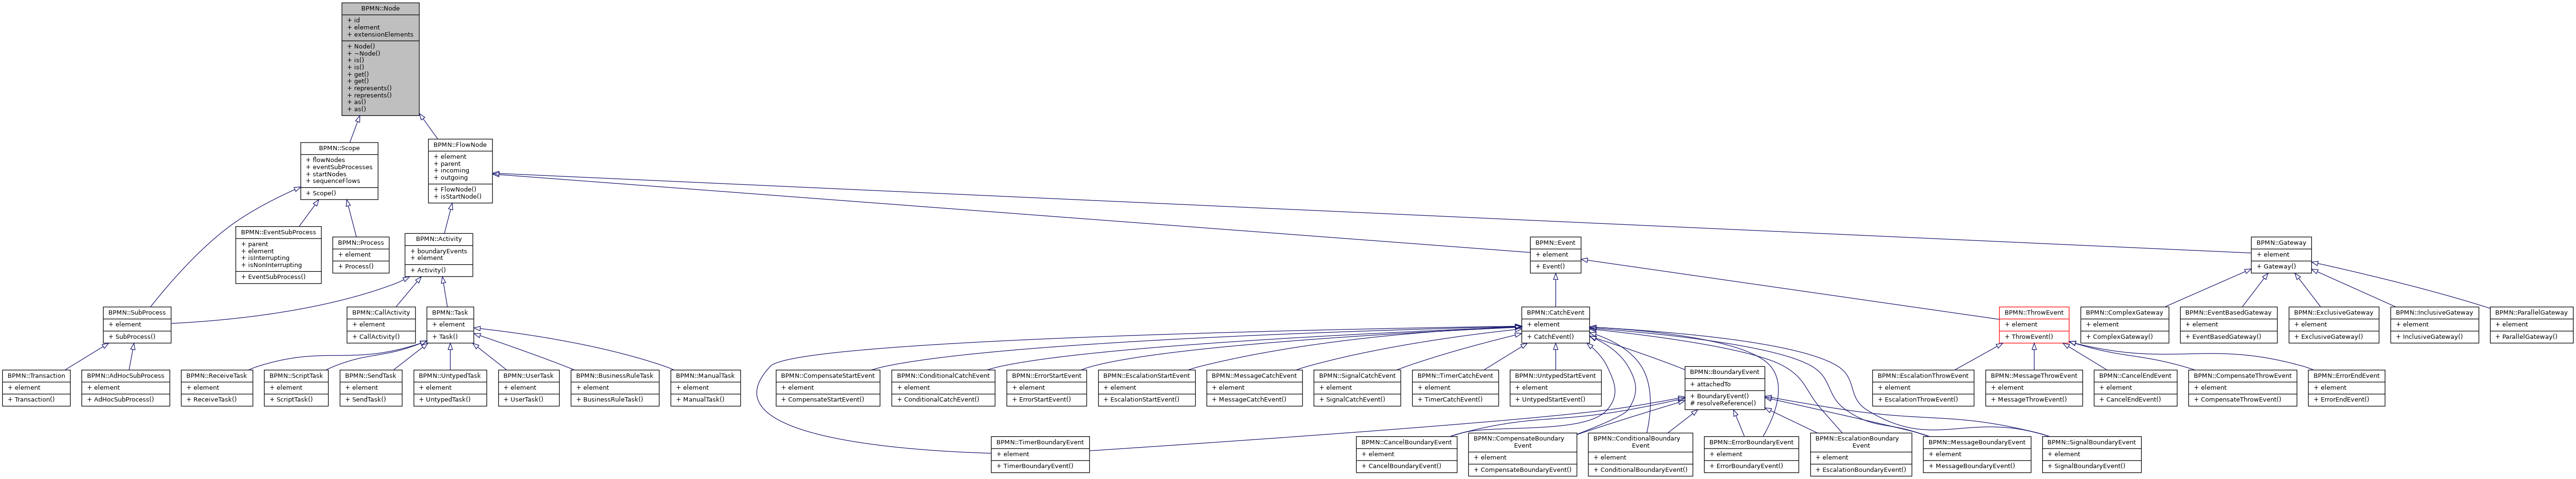 BPMN::Node
+ id
+ element
+ extensionElements
+ Node()
+ ~Node()
+ is()
+ is()
+ get()
+ get()
+ represents()
+ represents()
+ as()
+ as()
BPMN::Scope
+ flowNodes
+ eventSubProcesses
+ startNodes
+ sequenceFlows
+ Scope()
BPMN::FlowNode
+ element
+ parent
+ incoming
+ outgoing
+ FlowNode()
+ isStartNode()
BPMN::EventSubProcess
+ parent
+ element
+ isInterrupting
+ isNonInterrupting
+ EventSubProcess()
BPMN::Process
+ element
+ Process()
BPMN::Activity
+ boundaryEvents
+ element
+ Activity()
BPMN::Event
+ element
+ Event()
BPMN::Gateway
+ element
+ Gateway()
BPMN::SubProcess
+ element
+ SubProcess()
BPMN::CallActivity
+ element
+ CallActivity()
BPMN::Task
+ element
+ Task()
BPMN::CatchEvent
+ element
+ CatchEvent()
BPMN::ThrowEvent
+ element
+ ThrowEvent()
BPMN::ComplexGateway
+ element
+ ComplexGateway()
BPMN::EventBasedGateway
+ element
+ EventBasedGateway()
BPMN::ExclusiveGateway
+ element
+ ExclusiveGateway()
BPMN::InclusiveGateway
+ element
+ InclusiveGateway()
BPMN::ParallelGateway
+ element
+ ParallelGateway()
BPMN::Transaction
+ element
+ Transaction()
BPMN::AdHocSubProcess
+ element
+ AdHocSubProcess()
BPMN::ReceiveTask
+ element
+ ReceiveTask()
BPMN::ScriptTask
+ element
+ ScriptTask()
BPMN::SendTask
+ element
+ SendTask()
BPMN::UntypedTask
+ element
+ UntypedTask()
BPMN::UserTask
+ element
+ UserTask()
BPMN::BusinessRuleTask
+ element
+ BusinessRuleTask()
BPMN::ManualTask
+ element
+ ManualTask()
BPMN::CompensateStartEvent
+ element
+ CompensateStartEvent()
BPMN::ConditionalCatchEvent
+ element
+ ConditionalCatchEvent()
BPMN::ErrorStartEvent
+ element
+ ErrorStartEvent()
BPMN::EscalationStartEvent
+ element
+ EscalationStartEvent()
BPMN::MessageCatchEvent
+ element
+ MessageCatchEvent()
BPMN::SignalCatchEvent
+ element
+ SignalCatchEvent()
BPMN::TimerCatchEvent
+ element
+ TimerCatchEvent()
BPMN::UntypedStartEvent
+ element
+ UntypedStartEvent()
BPMN::BoundaryEvent
+ attachedTo
+ BoundaryEvent()
# resolveReference()
BPMN::EscalationThrowEvent
+ element
+ EscalationThrowEvent()
BPMN::MessageThrowEvent
+ element
+ MessageThrowEvent()
BPMN::CancelEndEvent
+ element
+ CancelEndEvent()
BPMN::CompensateThrowEvent
+ element
+ CompensateThrowEvent()
BPMN::ErrorEndEvent
+ element
+ ErrorEndEvent()
BPMN::TimerBoundaryEvent
+ element
+ TimerBoundaryEvent()
BPMN::CancelBoundaryEvent
+ element
+ CancelBoundaryEvent()
BPMN::CompensateBoundary
Event
+ element
+ CompensateBoundaryEvent()
BPMN::ConditionalBoundary
Event
+ element
+ ConditionalBoundaryEvent()
BPMN::ErrorBoundaryEvent
+ element
+ ErrorBoundaryEvent()
BPMN::EscalationBoundary
Event
+ element
+ EscalationBoundaryEvent()
BPMN::MessageBoundaryEvent
+ element
+ MessageBoundaryEvent()
BPMN::SignalBoundaryEvent
+ element
+ SignalBoundaryEvent()